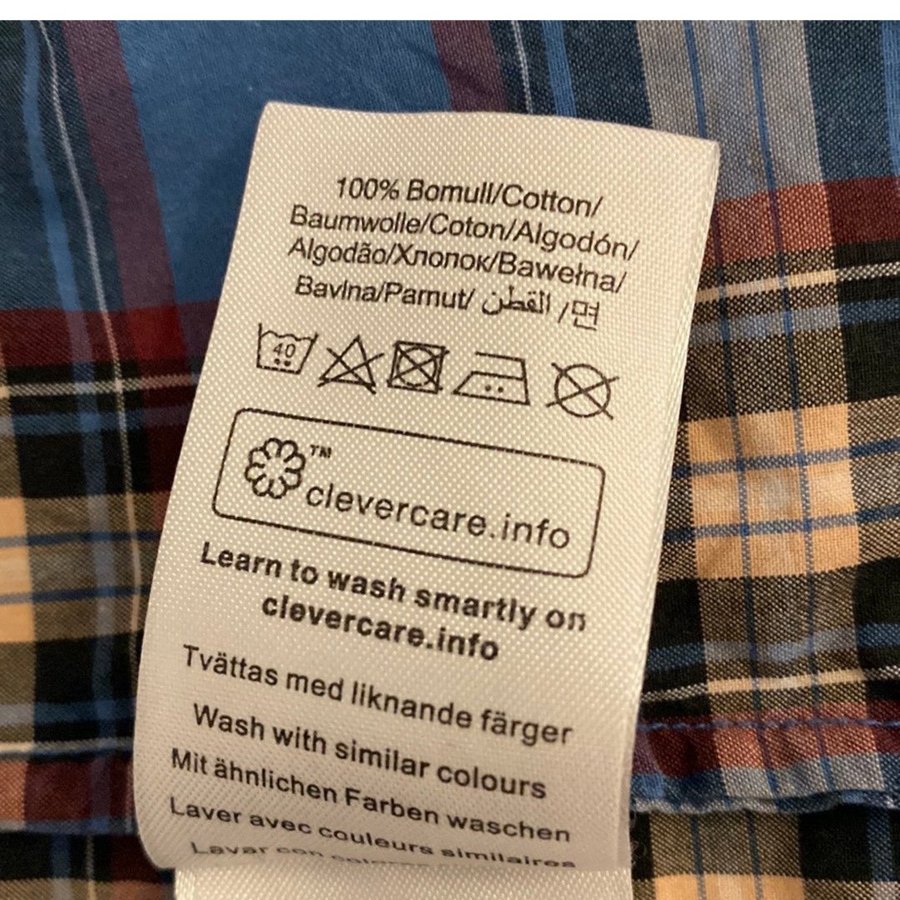 100% Bomull/Cotton/
Baumwolle/Coton/Algodón/
Algodão/Хлопок/Bawełna/
Bavlna/Pamut/ القطن /면
40
™
clevercare.info
Learn to wash smartly on
clevercare.info
Tvättas med liknande färger
Wash with similar colours
Mit ähnlichen Farben waschen
Laver avec couleurs similaires
Lavar con